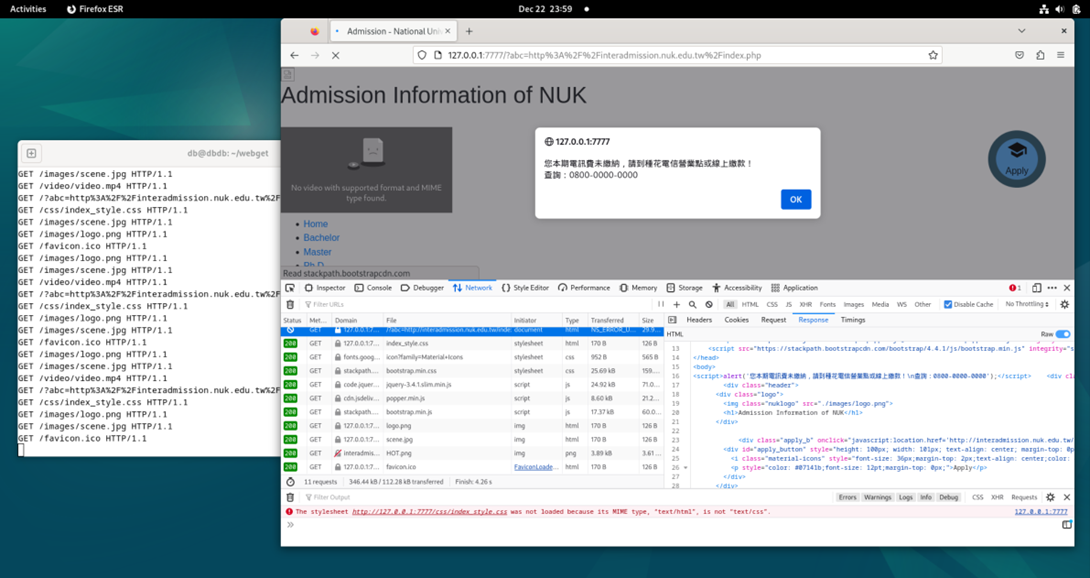 Activities
Firefox ESR
Dec 22 23:59
Admission - National Uni
127.0.0.1:7777/?abc=http%3A%2F%2Finteradmission.nuk.edu.tw%2Findex.php
Admission Information of NUK
No video with supported format and MIME
type found.
Home
Bachelor
Master
Ph.D
Read stackpath.bootstrapcdn.com
127.0.0.1:7777
您本期電訊費未繳納，請到種花電信營業點或線上繳款！
查詢：0800-0000-0000
OK
Apply
db@dbdb: ~/webget
GET /images/scene.jpg HTTP/1.1
GET /video/video.mp4 HTTP/1.1
GET /?abc=http%3A%2F%2Finteradmission.nuk.edu.tw%2F
GET /css/index_style.css HTTP/1.1
GET /images/scene.jpg HTTP/1.1
GET /images/logo.png HTTP/1.1
GET /favicon.ico HTTP/1.1
GET /images/logo.png HTTP/1.1
GET /images/scene.jpg HTTP/1.1
GET /video/video.mp4 HTTP/1.1
GET /?abc=http%3A%2F%2Finteradmission.nuk.edu.tw%2F
GET /css/index_style.css HTTP/1.1
GET /images/logo.png HTTP/1.1
GET /images/scene.jpg HTTP/1.1
GET /favicon.ico HTTP/1.1
GET /images/logo.png HTTP/1.1
GET /images/scene.jpg HTTP/1.1
GET /video/video.mp4 HTTP/1.1
GET /?abc=http%3A%2F%2Finteradmission.nuk.edu.tw%2F
GET /css/index_style.css HTTP/1.1
GET /images/logo.png HTTP/1.1
GET /images/scene.jpg HTTP/1.1
GET /favicon.ico HTTP/1.1
Inspector Console Debugger Network Style Editor Performance Memory Storage Accessibility Application 1
Filter URLs All HTML CSS JS XHR Fonts Images Media WS Other Disable Cache No Throttling
Status Met... Domain File Initiator Type Transferred Size
GET 127.0.0.1:7... /?abc=http://interadmission.nuk.edu.tw/inde document html NS_ERROR_U... 29.9...
200 GET 127.0.0.1:7... index_style.css stylesheet html 170 B 126 B
200 GET fonts.goog... icon?family=Material+Icons stylesheet css 952 B 565 B
200 GET stackpath.... bootstrap.min.css stylesheet css 25.69 kB 159....
200 GET code.jquer... jquery-3.4.1.slim.min.js script js 24.92 kB 71.0...
200 GET cdn.jsdeliv... popper.min.js script js 8.60 kB 21.2...
200 GET stackpath.... bootstrap.min.js script js 17.37 kB 60.0...
200 GET 127.0.0.1:7... logo.png img html 170 B 126 B
200 GET 127.0.0.1:7... scene.jpg img html 170 B 126 B
200 GET interadmis... HOT.png img png 3.89 kB 3.61 ...
200 GET 127.0.0.1:7... favicon.ico FaviconLoade... html 170 B 126 B
11 requests 346.44 kB / 112.28 kB transferred Finish: 4.26 s
Headers Cookies Request Response Timings
HTML Raw
13 <script src="https://stackpath.bootstrapcdn.com/bootstrap/4.4.1/js/bootstrap.min.js" integrity="s
14 </head>
15 <body>
16 <script>alert('您本期電訊費未繳納，請到種花電信營業點或線上繳款！\n查詢：0800-0000-0000');</script> <div c
17 <div class="header">
18 <div class="logo">
19 <img class="nuklogo" src="./images/logo.png">
20 <h1>Admission Information of NUK</h1>
21 </div>
22
23 <div class="apply_b" onclick="javascript:location.href='http://interadmission.nuk.edu.tw/
24 <div id="apply_button" style="height: 100px; width: 101px; text-align: center; margin-top: 0p
25 <i class="material-icons" style="font-size: 36px;margin-top: 2px;text-align: center;color:
26 <p style="color: #07141b;font-size: 12pt;margin-top: 0px;">Apply</p>
27 </div>
28 </div>
Filter Output Errors Warnings Logs Info Debug CSS XHR Requests
The stylesheet http://127.0.0.1:7777/css/index_style.css was not loaded because its MIME type, "text/html", is not "text/css". 127.0.0.1:7777